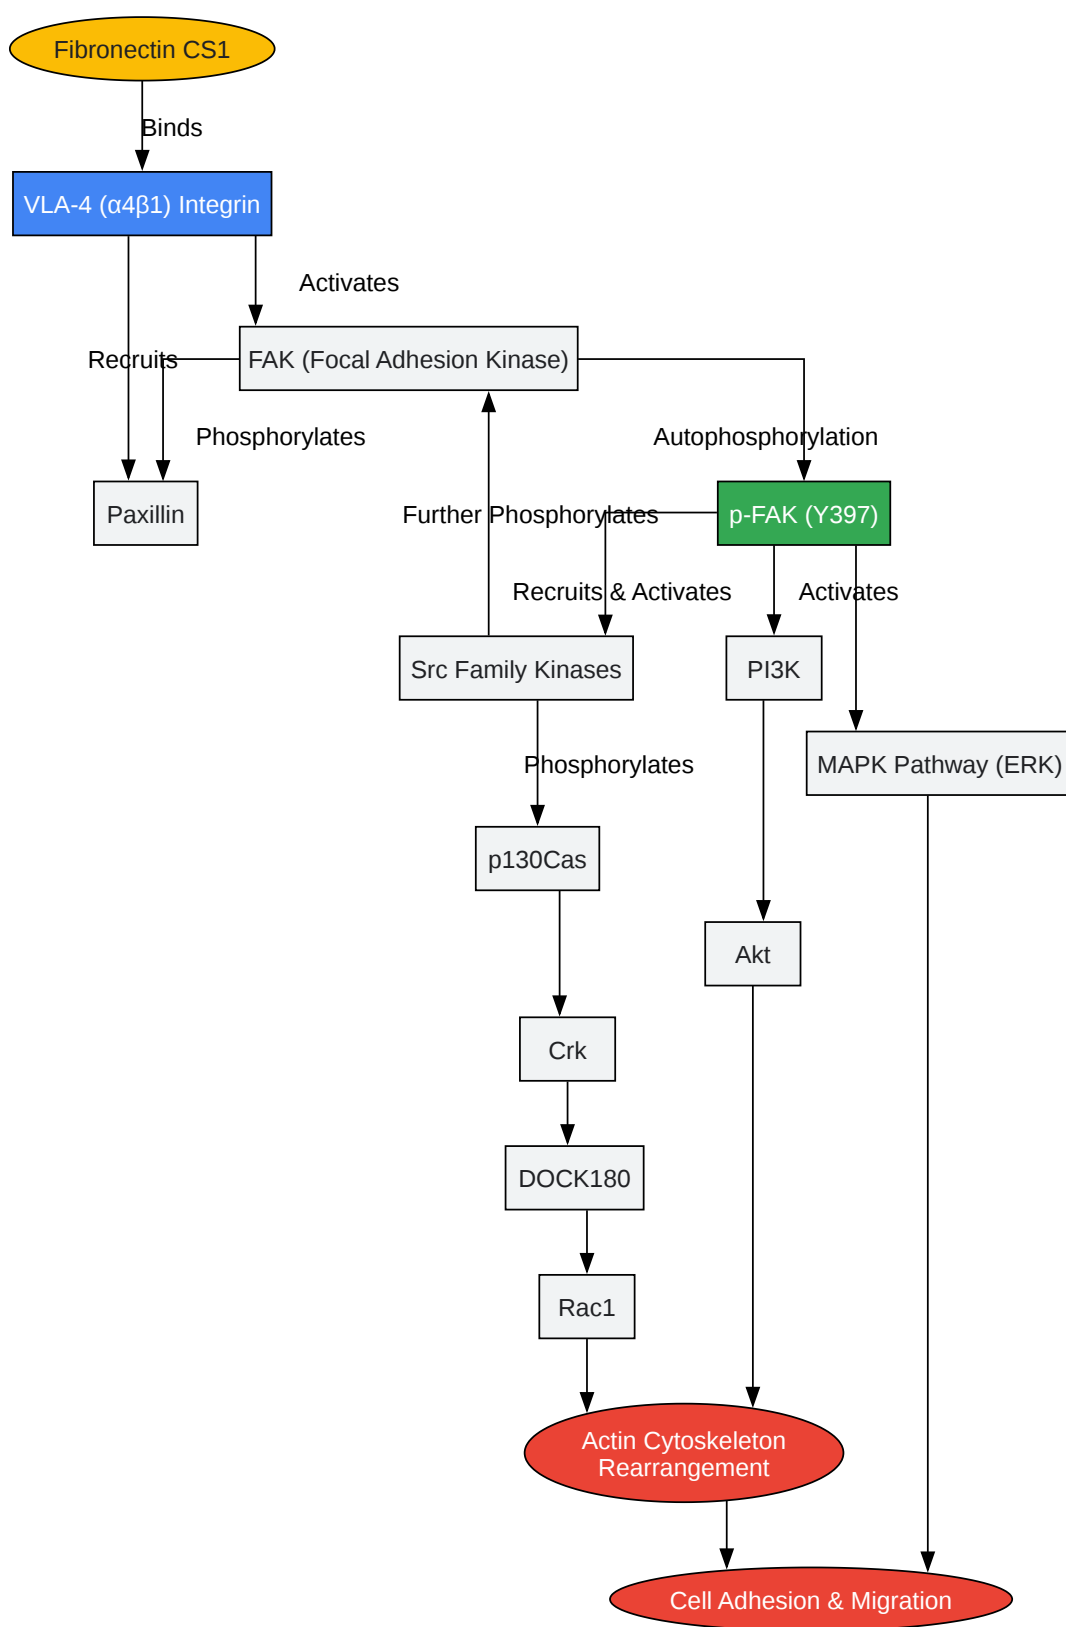 Fibronectin CS1
Binds
VLA-4 (α4β1) Integrin
Activates
FAK (Focal Adhesion Kinase)
Recruits
Phosphorylates
Autophosphorylation
Paxillin
Further Phosphorylates
p-FAK (Y397)
Recruits & Activates
Activates
Src Family Kinases
PI3K
Phosphorylates
MAPK Pathway (ERK)
p130Cas
Akt
Crk
DOCK180
Rac1
Actin Cytoskeleton
Rearrangement
Cell Adhesion & Migration